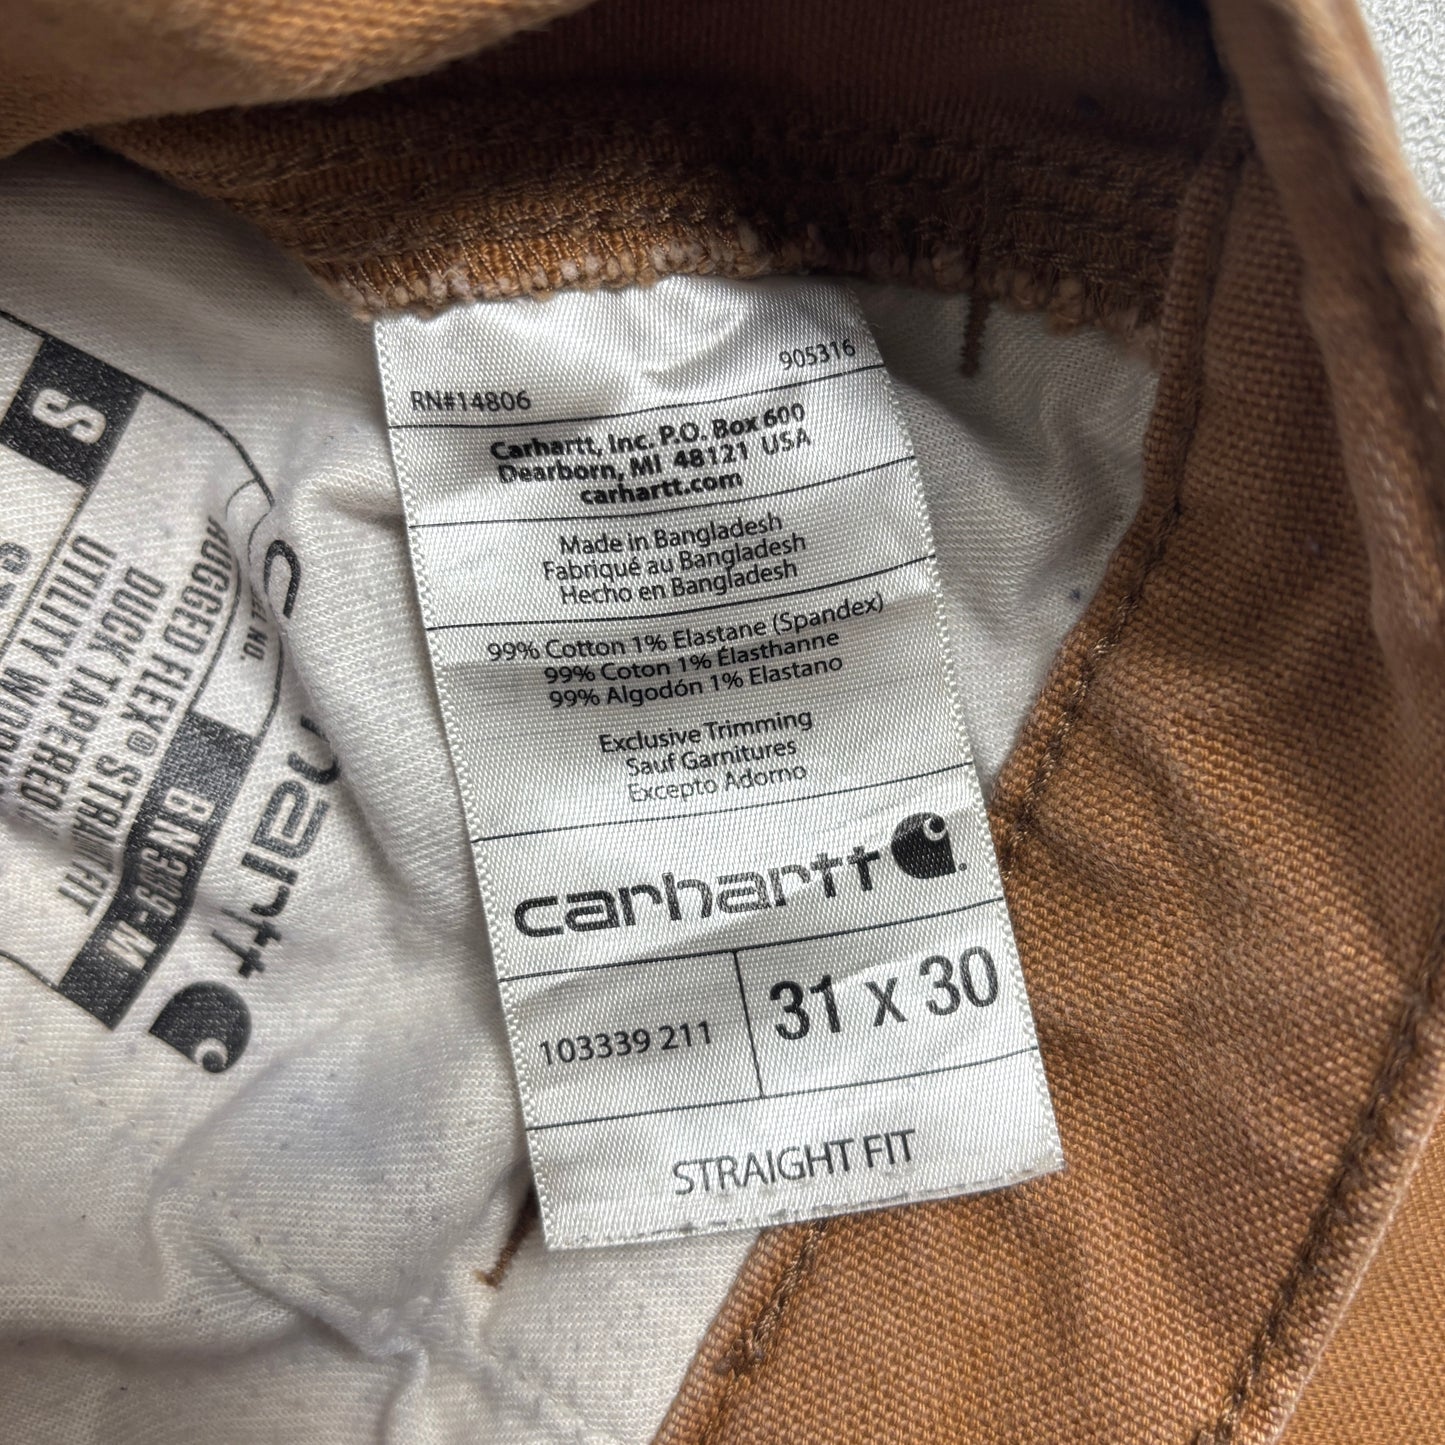 905316
RN#14806
Carhartt, Inc. P.O. Box 600
Dearborn, MI 48121 USA
carhartt.com
Made in Bangladesh
Fabriqué au Bangladesh
Hecho en Bangladesh
99% Cotton 1% Elastane (Spandex)
99% Coton 1% Élasthanne
99% Algodón 1% Elastano
Exclusive Trimming
Sauf Garnitures
Excepto Adorno
carhartt
103339 211
31 x 30
STRAIGHT FIT
S
NO.
RUGGED FLEX® STRAIGHT FIT
DUCK TAPERED
UTILITY WORK
BN339-M